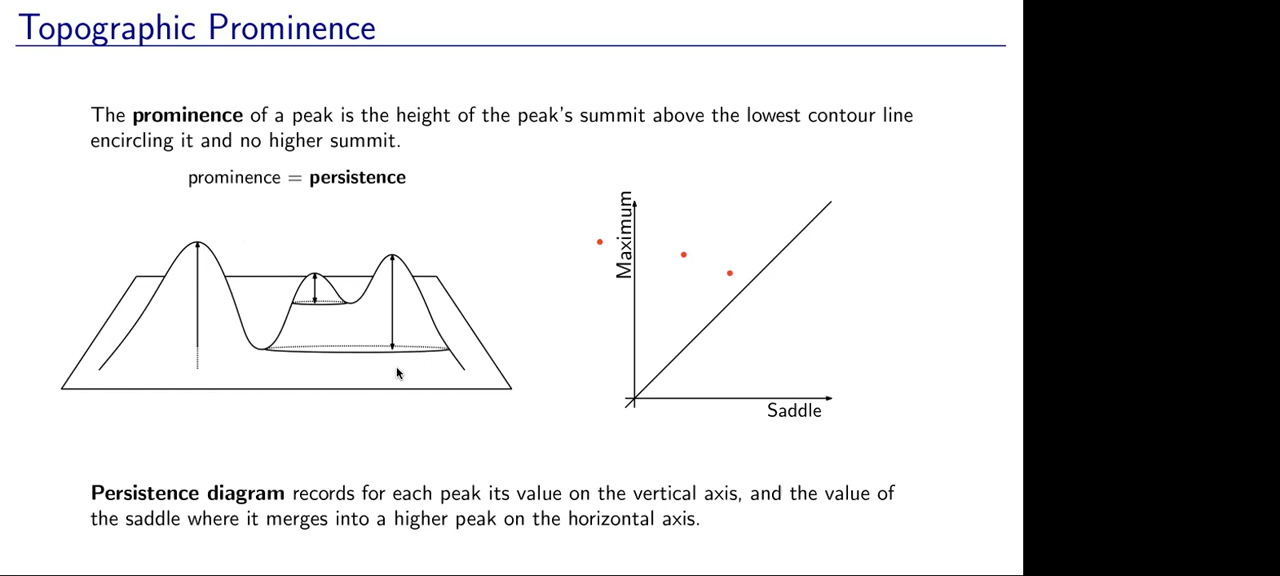 Topographic Prominence
The prominence of a peak is the height of the peak's summit above the lowest contour line
encircling it and no higher summit.
prominence = persistence
Maximum
Saddle
Persistence diagram records for each peak its value on the vertical axis, and the value of
the saddle where it merges into a higher peak on the horizontal axis.